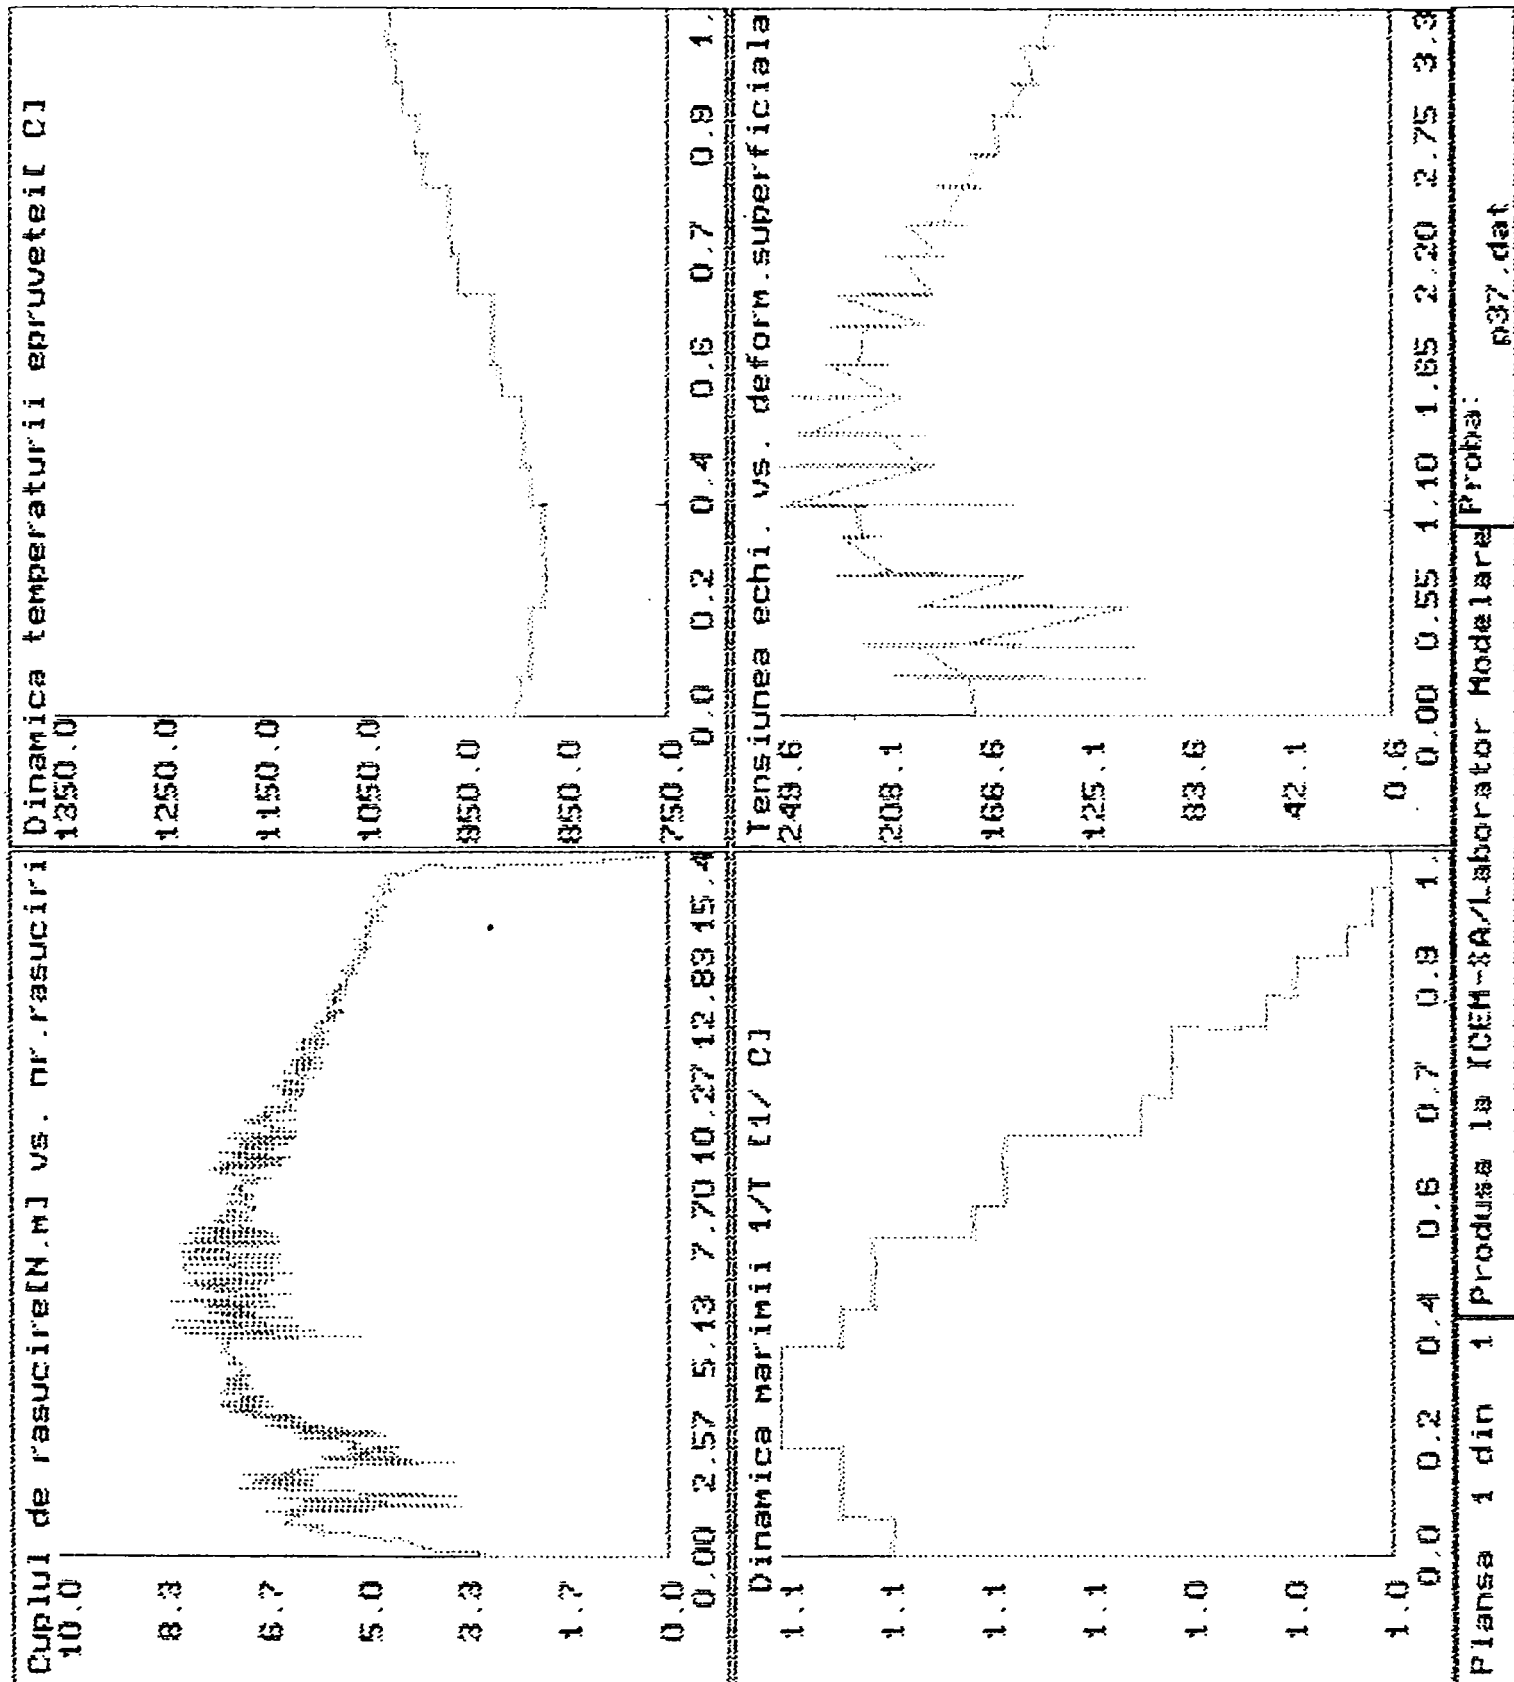 Cuplul de rasucire[N.m] vs. nr.rasuciri
10.0
8.3
6.7
5.0
3.3
1.7
0.0
0.00 2.57 5.13 7.70 10.27 12.83 15.4
Dinamica temperaturii epruvetei[ C]
1350.0
1250.0
1150.0
1050.0
950.0
850.0
750.0
0.0 0.2 0.4 0.6 0.7 0.9 1.
Dinamica marimii 1/T [1/ C]
1.1
1.1
1.1
1.1
1.0
1.0
1.0
0.0 0.2 0.4 0.6 0.7 0.9 1.
Tensiunea echi. vs. deform.superficiala
249.6
208.1
166.6
125.1
83.6
42.1
0.6
0.00 0.55 1.10 1.65 2.20 2.75 3.3
Plansa 1 din 1
Produse la ICEM-SA/Laborator Modelare
Proba:
p37.dat